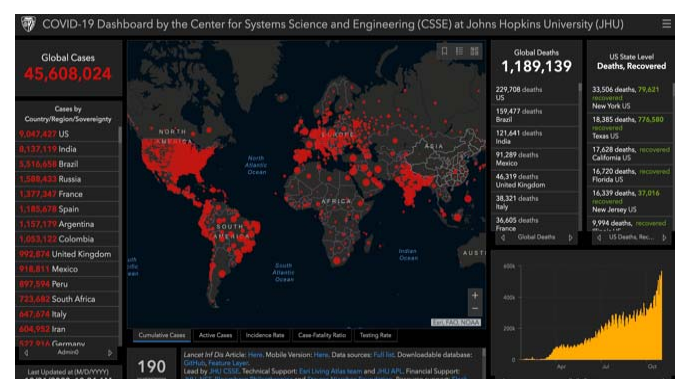 COVID-19 Dashboard by the Center for Systems Science and Engineering (CSSE) at Johns Hopkins University (JHU)
Global Cases
45,608,024
Cases by
Country/Region/Sovereignty
9,047,427 US
8,137,119 India
5,516,658 Brazil
1,588,433 Russia
1,377,347 France
1,185,678 Spain
1,157,179 Argentina
1,053,122 Colombia
992,874 United Kingdom
918,811 Mexico
897,594 Peru
723,682 South Africa
647,674 Italy
604,952 Iran
Germany
Admin0
Last Updated at (M/D/YYYY)
NORTH
AMERICA
North
Atlantic
Ocean
EUROPE
ASIA
AFRICA
SOUTH
AMERICA
South
Atlantic
Ocean
Indian
Ocean
AUST
+
−
Esri, FAO, NOAA
Cumulative Cases
Active Cases
Incidence Rate
Case-Fatality Ratio
Testing Rate
190
Lancet Inf Dis Article: Here. Mobile Version: Here. Data sources: Full list. Downloadable database:
GitHub, Feature Layer.
Lead by JHU CSSE. Technical Support: Esri Living Atlas team and JHU APL. Financial Support:
Global Deaths
1,189,139
229,708 deaths
US
159,477 deaths
Brazil
121,641 deaths
India
91,289 deaths
Mexico
46,319 deaths
United Kingdom
38,321 deaths
Italy
36,605 deaths
France
Global Deaths
US State Level
Deaths, Recovered
33,506 deaths, 79,621
recovered
New York US
18,385 deaths, 776,580
recovered
Texas US
17,628 deaths, recovered
California US
16,720 deaths, recovered
Florida US
16,339 deaths, 37,016
recovered
New Jersey US
9,994 deaths, recovered
US Deaths, Rec...
600k
400k
200k
0
Apr
Jul
Oct